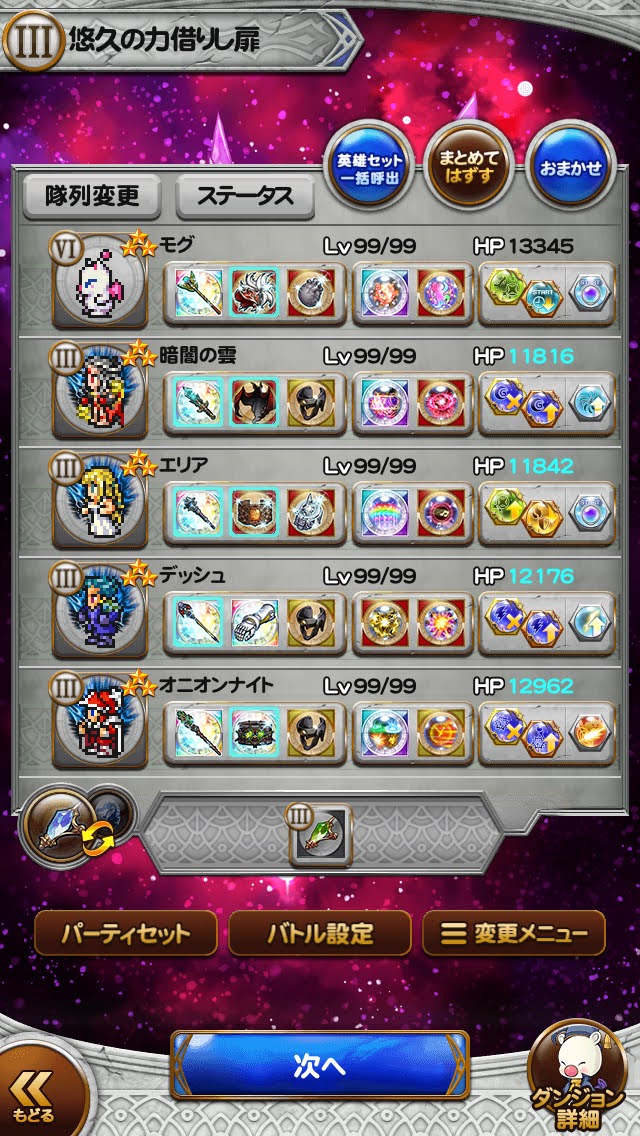 III 悠久の力借りし扉
英雄セット
一括呼出
まとめて
はずす
おまかせ
隊列変更
ステータス
VI モグ Lv99/99 HP13345
START
III 暗闇の雲 Lv99/99 HP11816
III エリア Lv99/99 HP11842
III デッシュ Lv99/99 HP12176
III オニオンナイト Lv99/99 HP12962
III
パーティセット
バトル設定
変更メニュー
次へ
もどる
ダンジョン
詳細